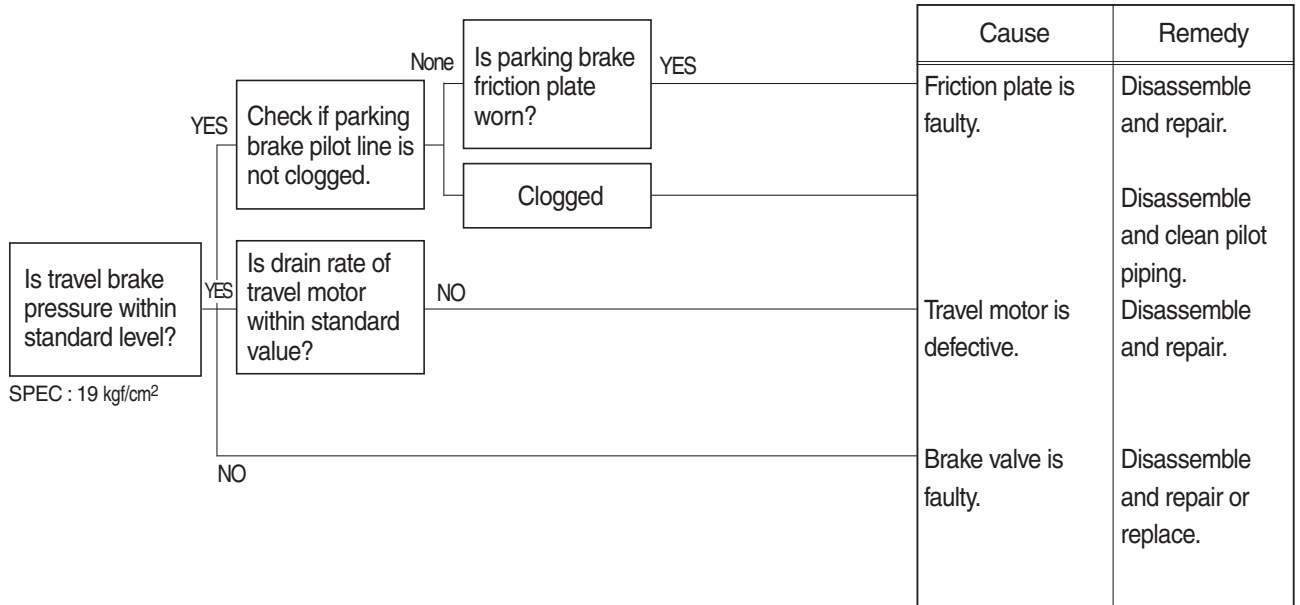 Cause
Remedy
None
Is parking brake
friction plate
worn?
YES
Friction plate is
faulty.
Disassemble
and repair.
YES
Check if parking
brake pilot line is
not clogged.
Clogged
Disassemble
and clean pilot
piping.
Is travel brake
pressure within
standard level?
SPEC : 19 kgf/cm²
YES
Is drain rate of
travel motor
within standard
value?
NO
Travel motor is
defective.
Disassemble
and repair.
NO
Brake valve is
faulty.
Disassemble
and repair or
replace.